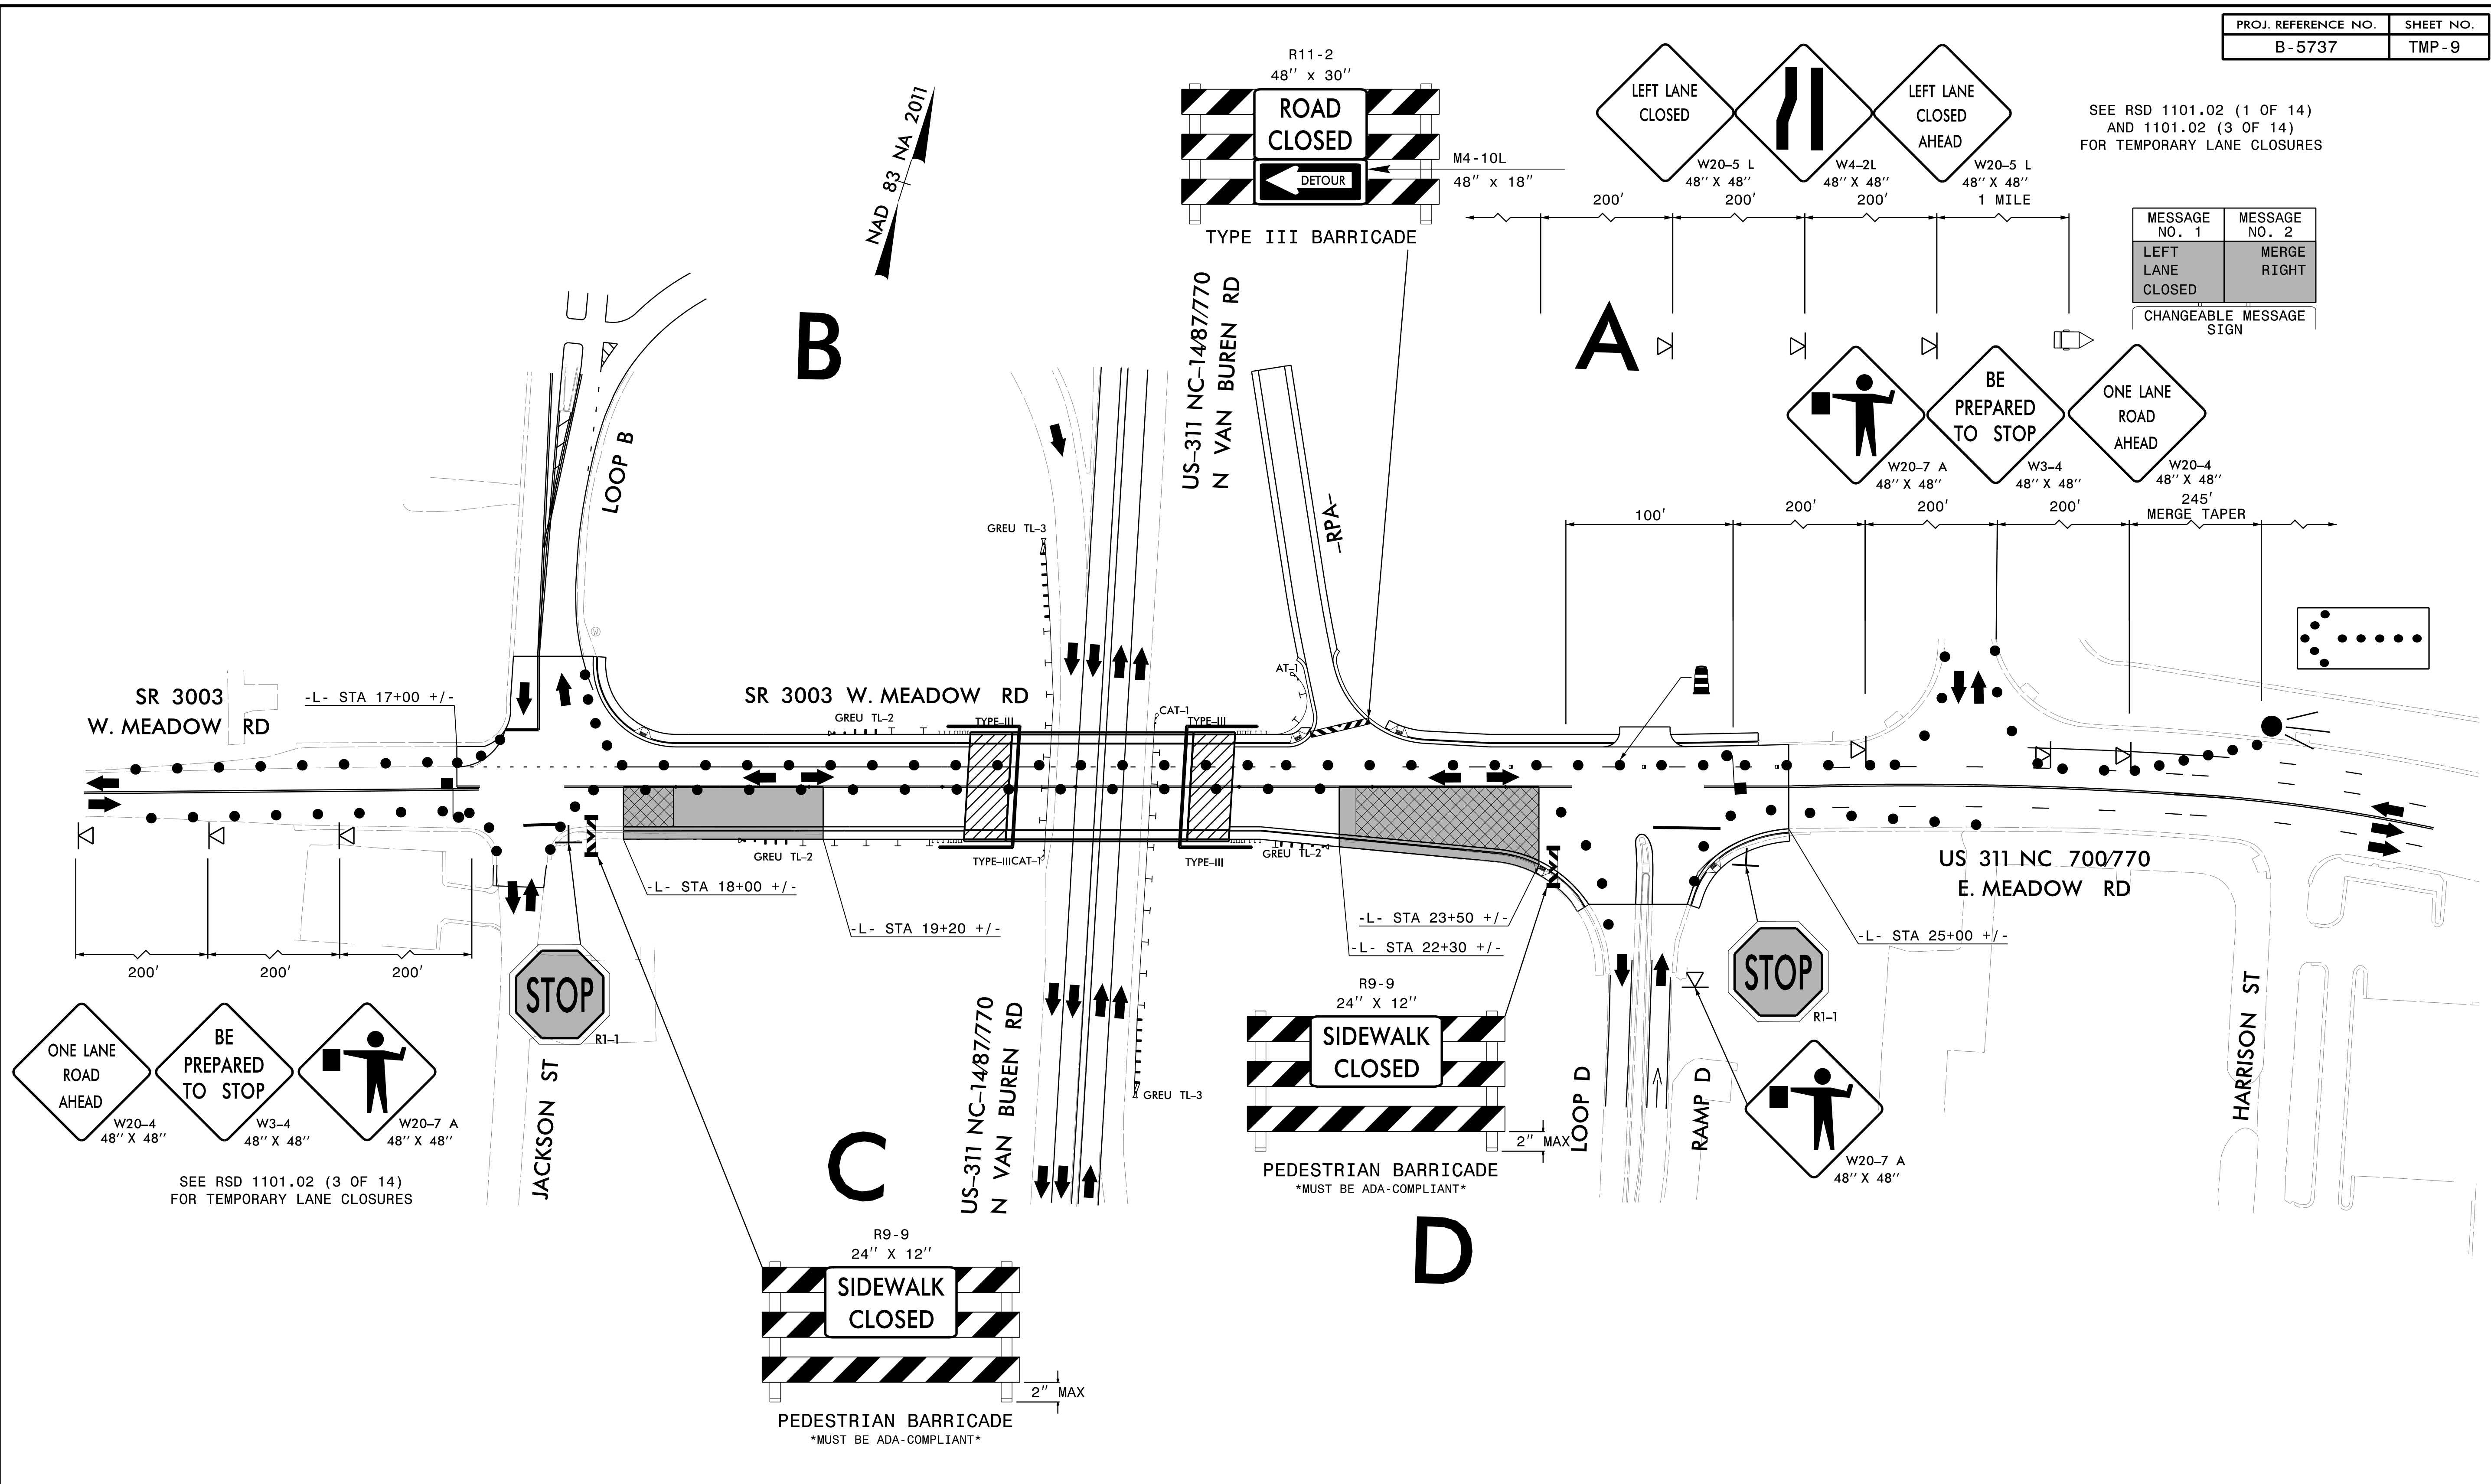 PROJ. REFERENCE NO. SHEET NO.
B-5737 TMP-9
R11-2
48" x 30"
ROAD
CLOSED
DETOUR
M4-10L
48" x 18"
TYPE III BARRICADE
LEFT LANE
CLOSED
W20-5 L
48" X 48"
W4-2L
48" X 48"
LEFT LANE
CLOSED
AHEAD
W20-5 L
48" X 48"
1 MILE
200'
200'
200'
SEE RSD 1101.02 (1 OF 14)
AND 1101.02 (3 OF 14)
FOR TEMPORARY LANE CLOSURES
MESSAGE NO. 1
MESSAGE NO. 2
LEFT
LANE
CLOSED
MERGE
RIGHT
CHANGEABLE MESSAGE
SIGN
NAD 83 NA 2011
B
A
US-311 NC-14/87/770
N VAN BUREN RD
W20-7 A
48" X 48"
BE
PREPARED
TO STOP
W3-4
48" X 48"
ONE LANE
ROAD
AHEAD
W20-4
48" X 48"
100'
200'
200'
200'
245'
MERGE TAPER
LOOP B
GREU TL-3
-RPA-
W
AT-1
SR 3003
W. MEADOW RD
-L- STA 17+00 +/-
SR 3003 W. MEADOW RD
GREU TL-2
TYPE-III
CAT-1
TYPE-III
GREU TL-2
TYPE-III
CAT-1
TYPE-III
GREU TL-2
-L- STA 18+00 +/-
-L- STA 19+20 +/-
-L- STA 23+50 +/-
-L- STA 22+30 +/-
-L- STA 25+00 +/-
US 311 NC 700/770
E. MEADOW RD
200'
200'
200'
STOP
R1-1
STOP
R1-1
ONE LANE
ROAD
AHEAD
W20-4
48" X 48"
BE
PREPARED
TO STOP
W3-4
48" X 48"
W20-7 A
48" X 48"
SEE RSD 1101.02 (3 OF 14)
FOR TEMPORARY LANE CLOSURES
JACKSON ST
C
US-311 NC-14/87/770
N VAN BUREN RD
GREU TL-3
R9-9
24" X 12"
SIDEWALK
CLOSED
2" MAX
PEDESTRIAN BARRICADE
*MUST BE ADA-COMPLIANT*
LOOP D
RAMP D
W20-7 A
48" X 48"
HARRISON ST
D
R9-9
24" X 12"
SIDEWALK
CLOSED
2" MAX
PEDESTRIAN BARRICADE
*MUST BE ADA-COMPLIANT*